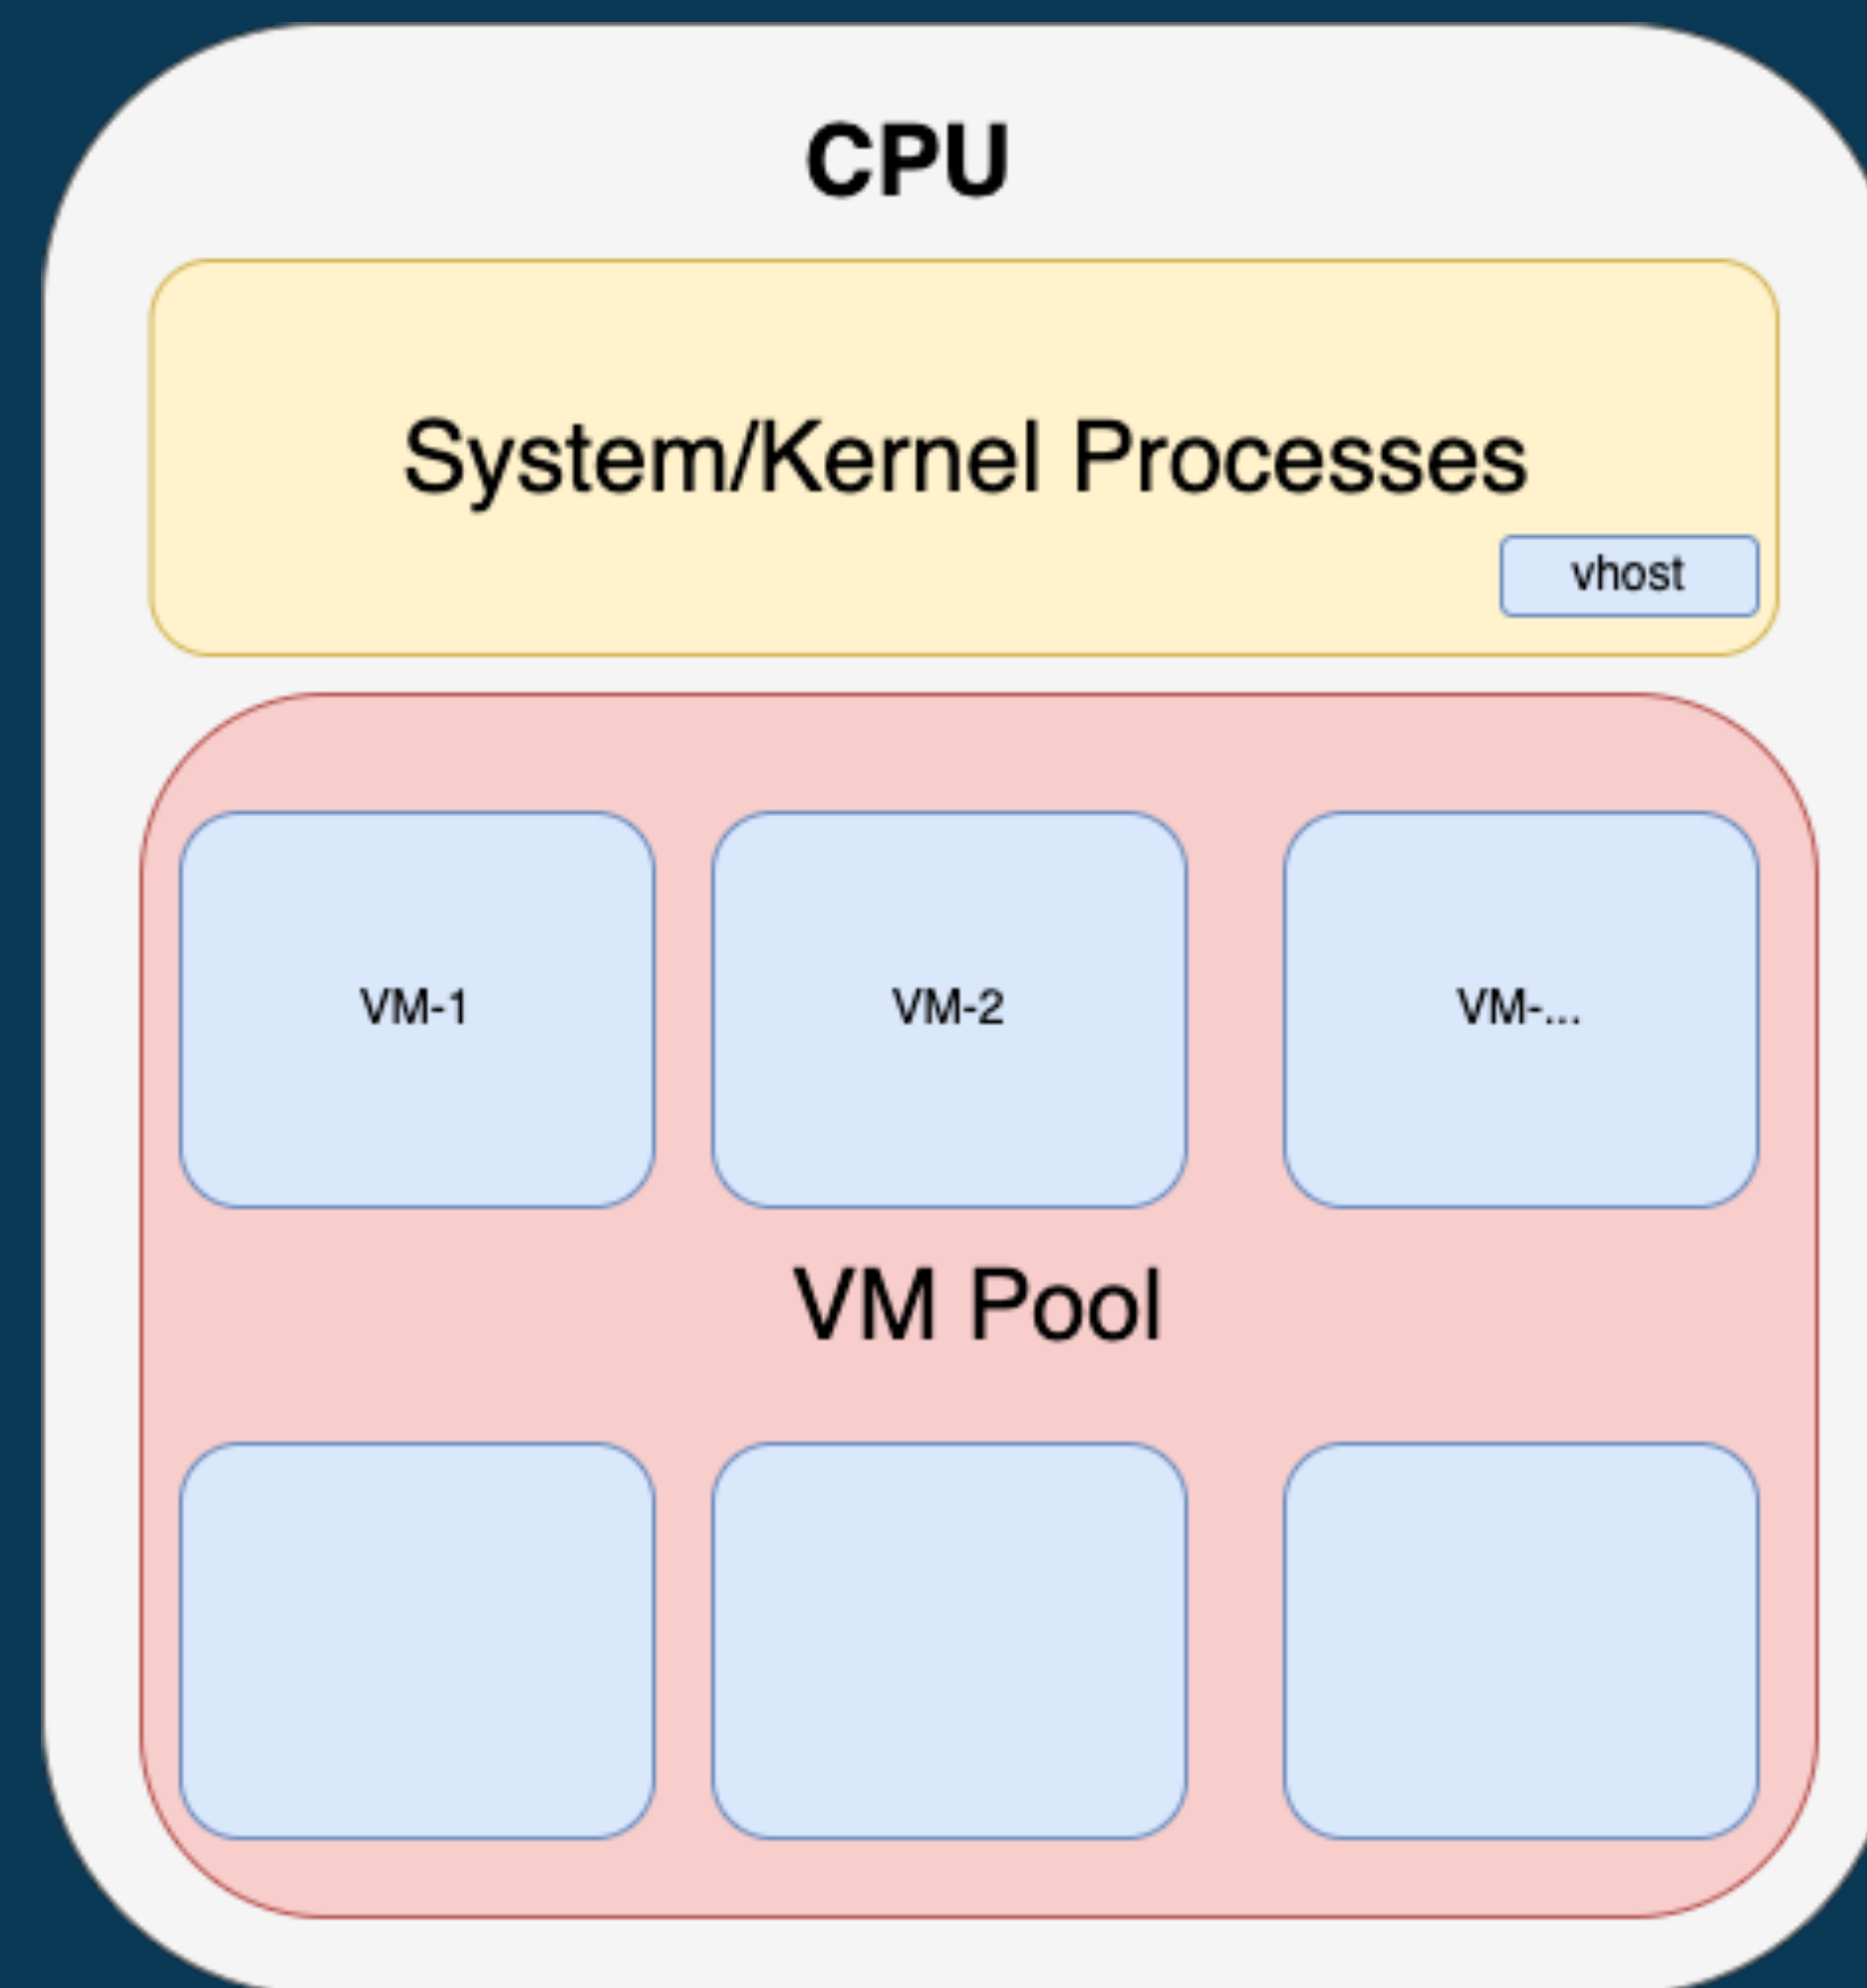 CPU
System/Kernel Processes
vhost
VM-1
VM-2
VM-...
VM Pool